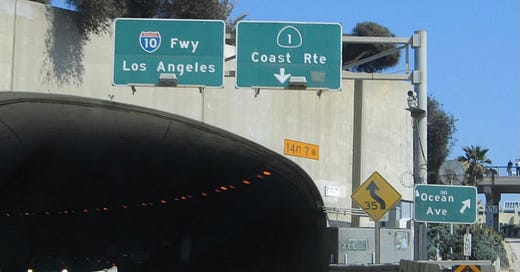 10 Fwy
Los Angeles
1
Coast Rte
14 FT 7 IN
35
Ocean
Ave